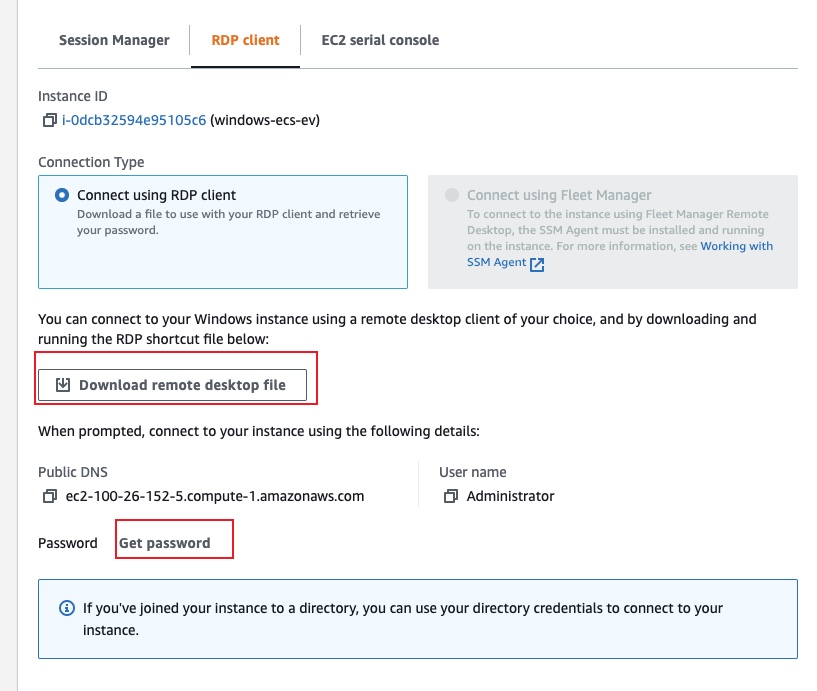 Session Manager RDP client EC2 serial console
Instance ID
i-0dcb32594e95105c6 (windows-ecs-ev)
Connection Type
Connect using RDP client
Download a file to use with your RDP client and retrieve
your password.
Connect using Fleet Manager
To connect to the instance using Fleet Manager Remote
Desktop, the SSM Agent must be installed and running
on the instance. For more information, see Working with
SSM Agent
You can connect to your Windows instance using a remote desktop client of your choice, and by downloading and
running the RDP shortcut file below:
Download remote desktop file
When prompted, connect to your instance using the following details:
Public DNS
ec2-100-26-152-5.compute-1.amazonaws.com
User name
Administrator
Password Get password
If you've joined your instance to a directory, you can use your directory credentials to connect to your
instance.